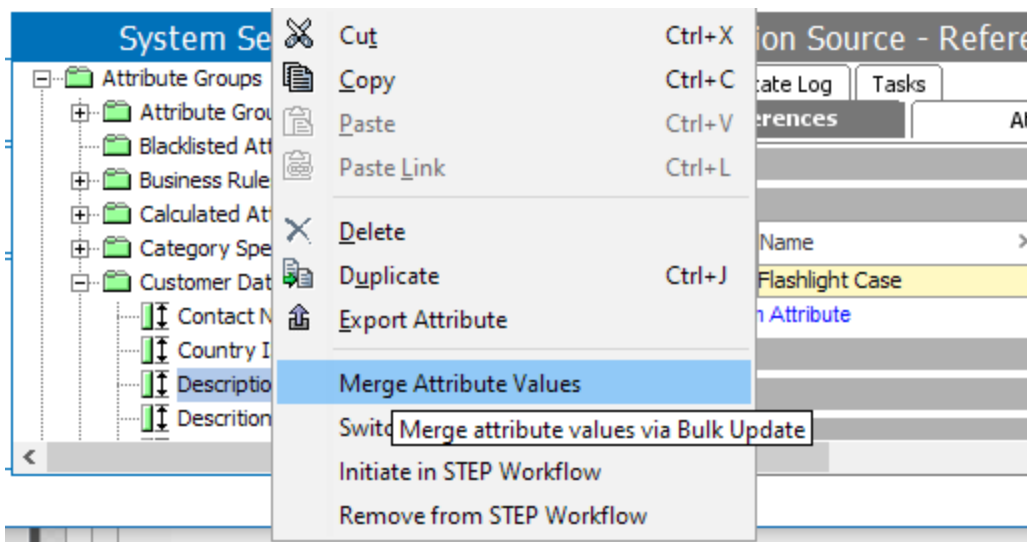 System Se
ion Source - Refere
Attribute Groups
Attribute Grou
Blacklisted Att
Business Rule
Calculated At
Category Spe
Customer Dat
Contact N
Country I
Descriptio
Descrition
Cut Ctrl+X
Copy Ctrl+C
Paste Ctrl+V
Paste Link Ctrl+L
Delete
Duplicate Ctrl+J
Export Attribute
Merge Attribute Values
Switc
Merge attribute values via Bulk Update
Initiate in STEP Workflow
Remove from STEP Workflow
ate Log
Tasks
erences
At
Name
Flashlight Case
n Attribute